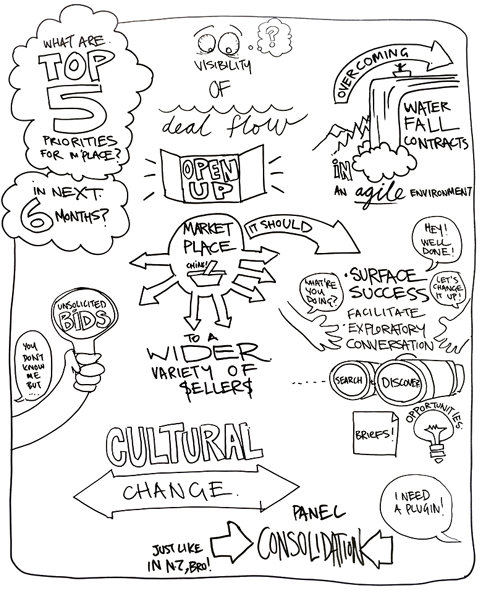 WHAT ARE
TOP
5
PRIORITIES
FOR M'PLACE?
IN NEXT
6 MONTHS?
?
VISIBILITY
OF
deal flow
OVERCOMING
WATER
FALL
CONTRACTS
IN
AN agile ENVIRONMENT
OPEN
UP
MARKET
PLACE
CHINK!
IT SHOULD
TO A
WIDER
VARIETY OF
$ELLER$
HEY!
WELL
DONE!
WHAT'RE
YOU
DOING?
LET'S
CHANGE
IT UP!
• SURFACE
SUCCESS
FACILITATE
EXPLORATORY
CONVERSATION
SEARCH
DISCOVER
BRIEFS!
OPPORTUNITIES
UNSOLICITED
BIDS
YOU
DON'T
KNOW
ME
BUT
...
CULTURAL
CHANGE.
I NEED
A PLUGIN!
PANEL
CONSOLIDATION
JUST LIKE
IN NZ, BRO!